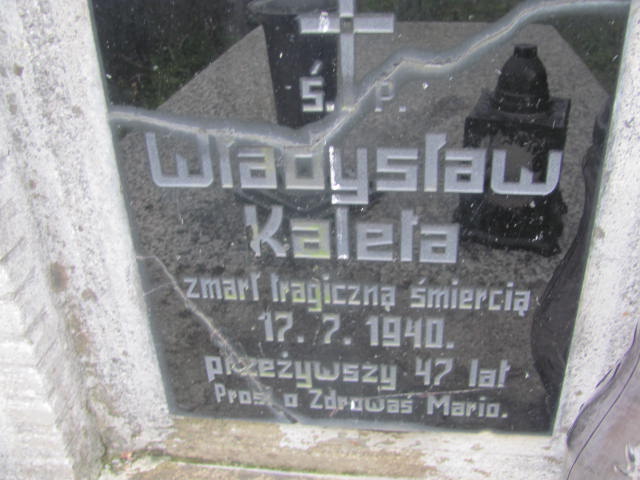 Ś. P.
Władysław
Kaleta
zmarł tragiczną śmiercią
17. 7. 1940.
przeżywszy 47 lat
Prosi o Zdrowaś Mario.